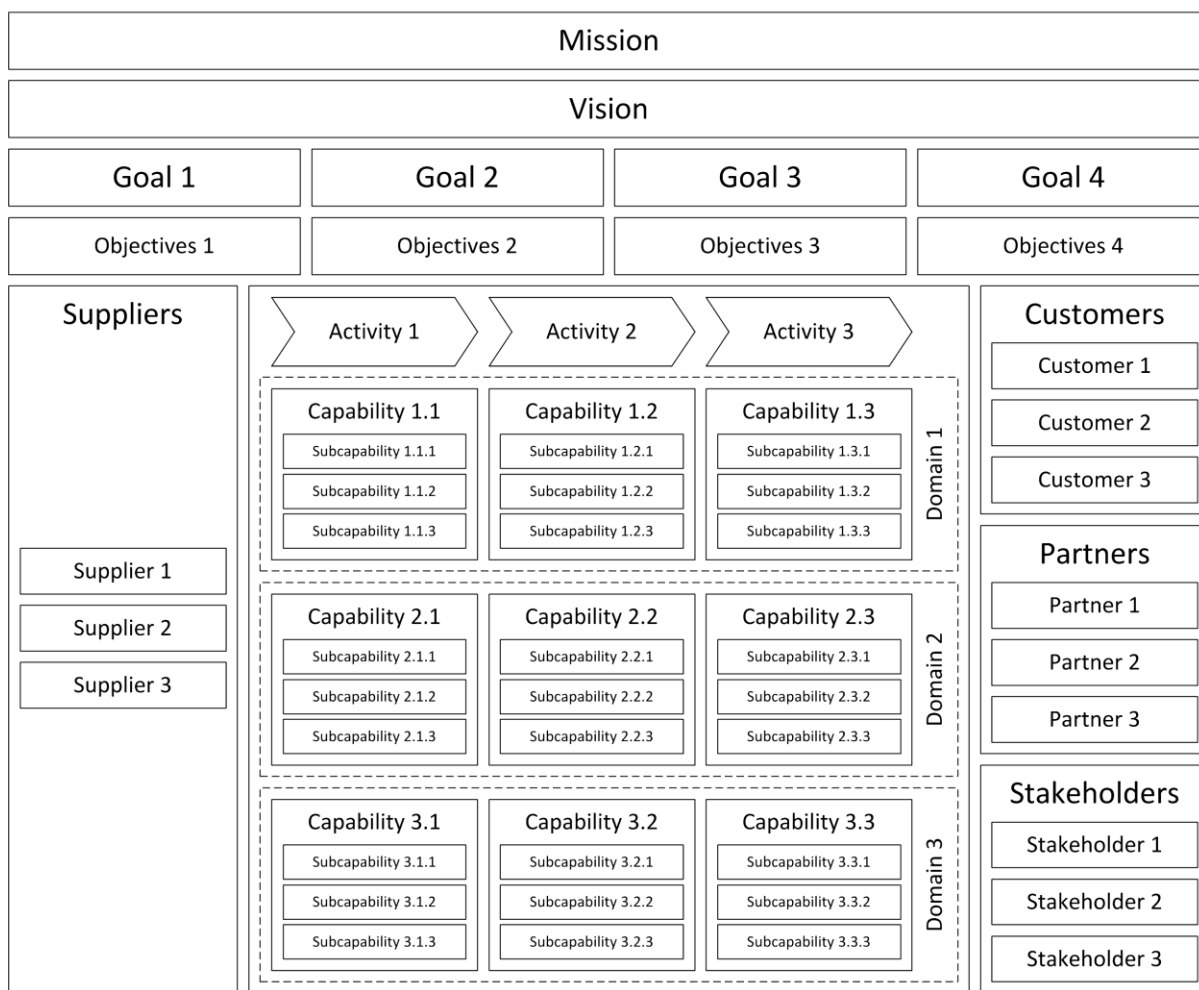 Mission
Vision
Goal 1
Goal 2
Goal 3
Goal 4
Objectives 1
Objectives 2
Objectives 3
Objectives 4
Suppliers
Supplier 1
Supplier 2
Supplier 3
Activity 1
Activity 2
Activity 3
Capability 1.1
Subcapability 1.1.1
Subcapability 1.1.2
Subcapability 1.1.3
Capability 1.2
Subcapability 1.2.1
Subcapability 1.2.2
Subcapability 1.2.3
Capability 1.3
Subcapability 1.3.1
Subcapability 1.3.2
Subcapability 1.3.3
Domain 1
Capability 2.1
Subcapability 2.1.1
Subcapability 2.1.2
Subcapability 2.1.3
Capability 2.2
Subcapability 2.2.1
Subcapability 2.2.2
Subcapability 2.2.3
Capability 2.3
Subcapability 2.3.1
Subcapability 2.3.2
Subcapability 2.3.3
Domain 2
Capability 3.1
Subcapability 3.1.1
Subcapability 3.1.2
Subcapability 3.1.3
Capability 3.2
Subcapability 3.2.1
Subcapability 3.2.2
Subcapability 3.2.3
Capability 3.3
Subcapability 3.3.1
Subcapability 3.3.2
Subcapability 3.3.3
Domain 3
Customers
Customer 1
Customer 2
Customer 3
Partners
Partner 1
Partner 2
Partner 3
Stakeholders
Stakeholder 1
Stakeholder 2
Stakeholder 3